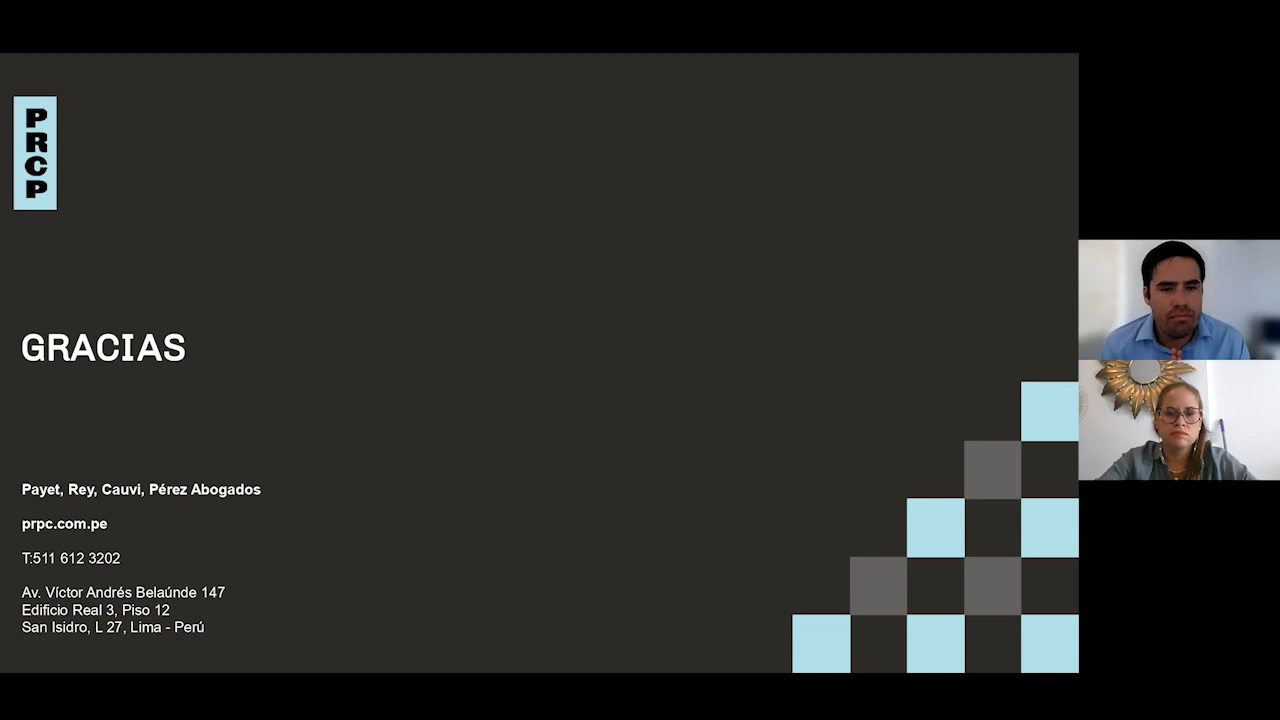 P
R
C
P
GRACIAS
Payet, Rey, Cauvi, Pérez Abogados
prpc.com.pe
T:511 612 3202
Av. Víctor Andrés Belaúnde 147
Edificio Real 3, Piso 12
San Isidro, L 27, Lima - Perú